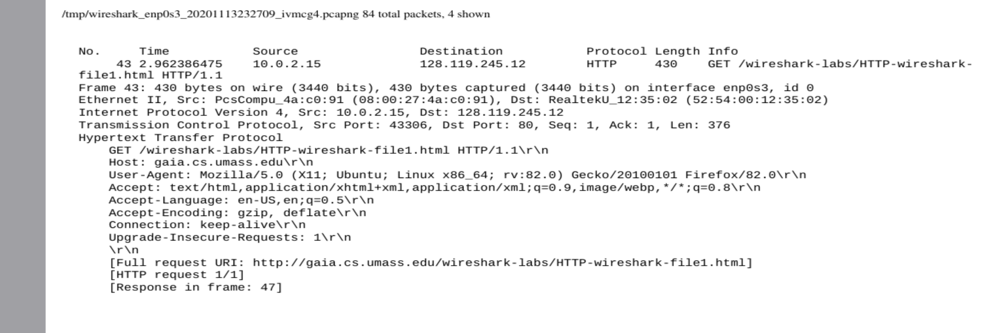 /tmp/wireshark_enp0s3_20201113232709_ivmcg4.pcapng 84 total packets, 4 shown
No. Time Source Destination Protocol Length Info
43 2.962386475 10.0.2.15 128.119.245.12 HTTP 430 GET /wireshark-labs/HTTP-wireshark-
file1.html HTTP/1.1
Frame 43: 430 bytes on wire (3440 bits), 430 bytes captured (3440 bits) on interface enp0s3, id 0
Ethernet II, Src: PcsCompu_4a:c0:91 (08:00:27:4a:c0:91), Dst: RealtekU_12:35:02 (52:54:00:12:35:02)
Internet Protocol Version 4, Src: 10.0.2.15, Dst: 128.119.245.12
Transmission Control Protocol, Src Port: 43306, Dst Port: 80, Seq: 1, Ack: 1, Len: 376
Hypertext Transfer Protocol
GET /wireshark-labs/HTTP-wireshark-file1.html HTTP/1.1\r\n
Host: gaia.cs.umass.edu\r\n
User-Agent: Mozilla/5.0 (X11; Ubuntu; Linux x86_64; rv:82.0) Gecko/20100101 Firefox/82.0\r\n
Accept: text/html,application/xhtml+xml,application/xml;q=0.9,image/webp,*/*;q=0.8\r\n
Accept-Language: en-US,en;q=0.5\r\n
Accept-Encoding: gzip, deflate\r\n
Connection: keep-alive\r\n
Upgrade-Insecure-Requests: 1\r\n
\r\n
[Full request URI: http://gaia.cs.umass.edu/wireshark-labs/HTTP-wireshark-file1.html]
[HTTP request 1/1]
[Response in frame: 47]